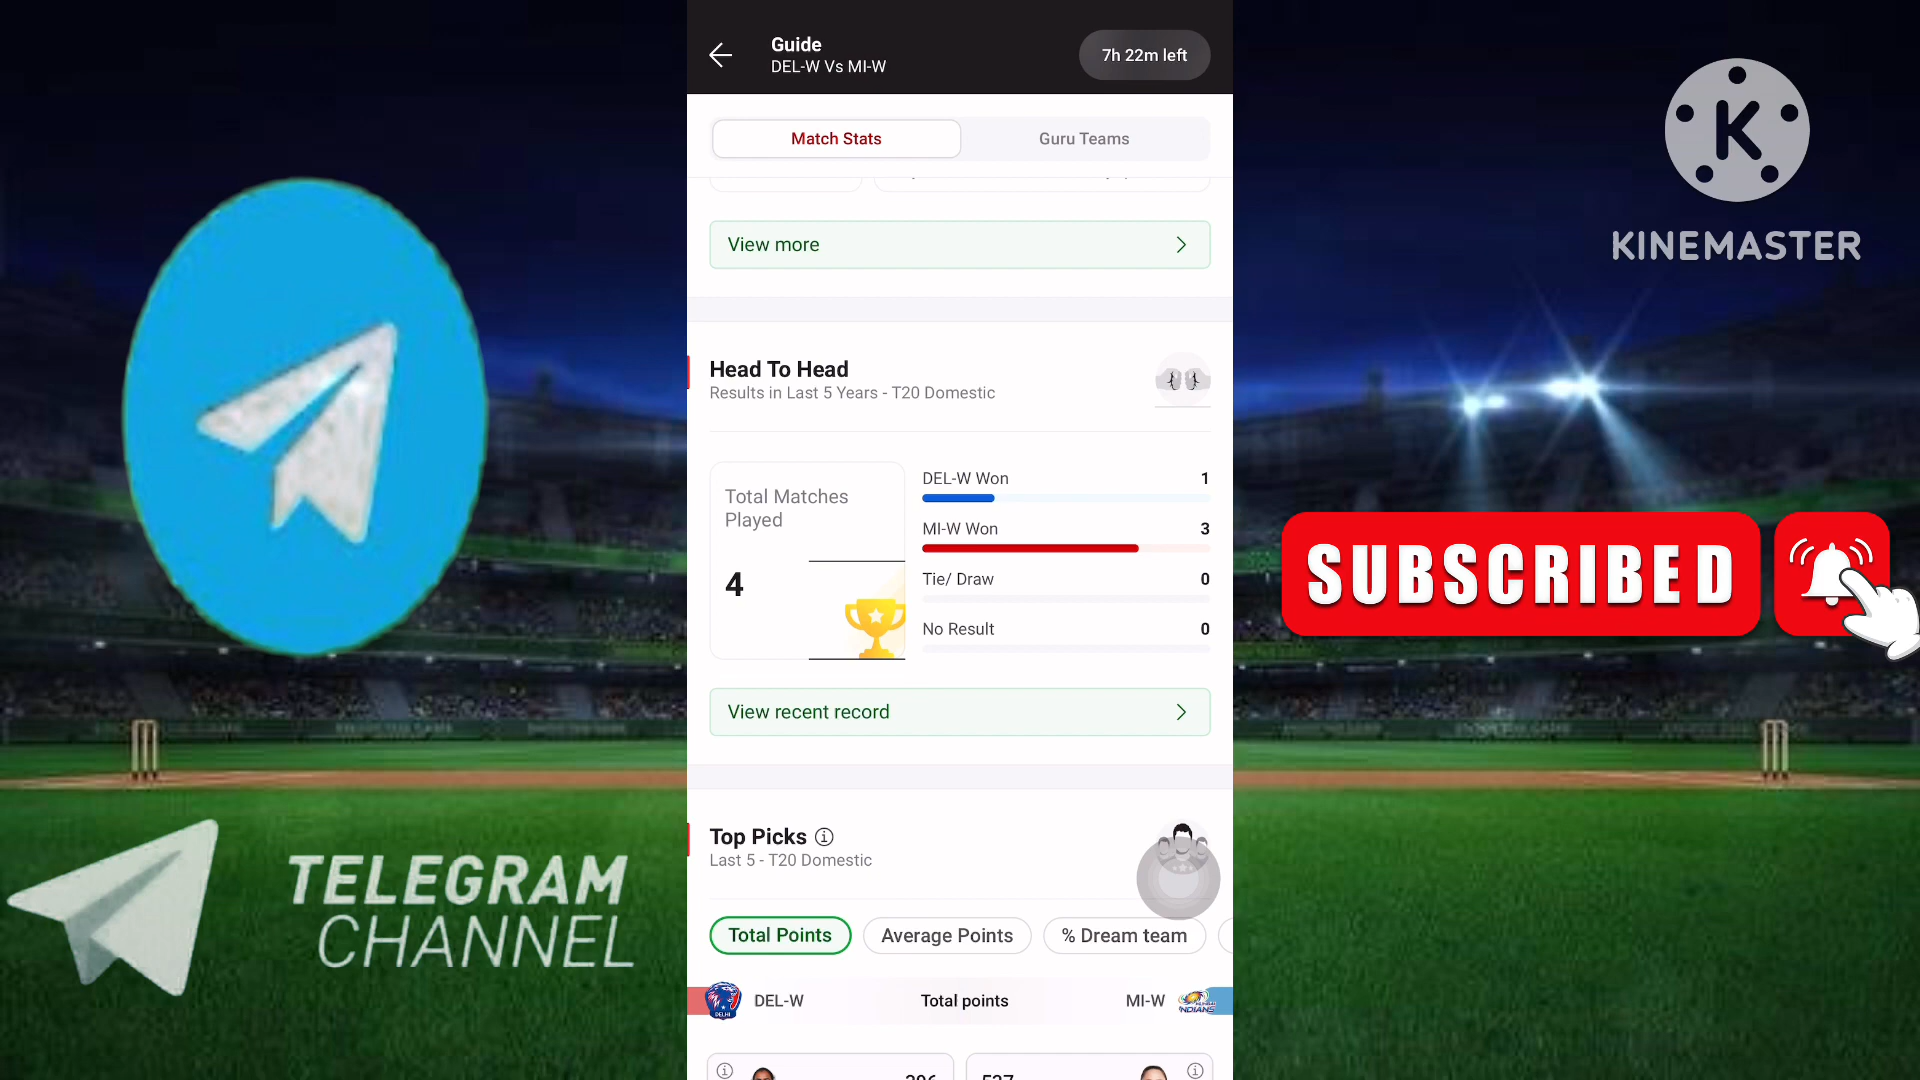 Guide
DEL-W Vs MI-W
7h 22m left
Match Stats
Guru Teams
View more
Head To Head
Results in Last 5 Years - T20 Domestic
Total Matches
Played
4
DEL-W Won 1
MI-W Won 3
Tie/ Draw 0
No Result 0
View recent record
Top Picks
Last 5 - T20 Domestic
Total Points
Average Points
% Dream team
DELHI
DEL-W
Total points
MI-W
INDIANS
K
KINEMASTER
SUBSCRIBED
TELEGRAM
CHANNEL